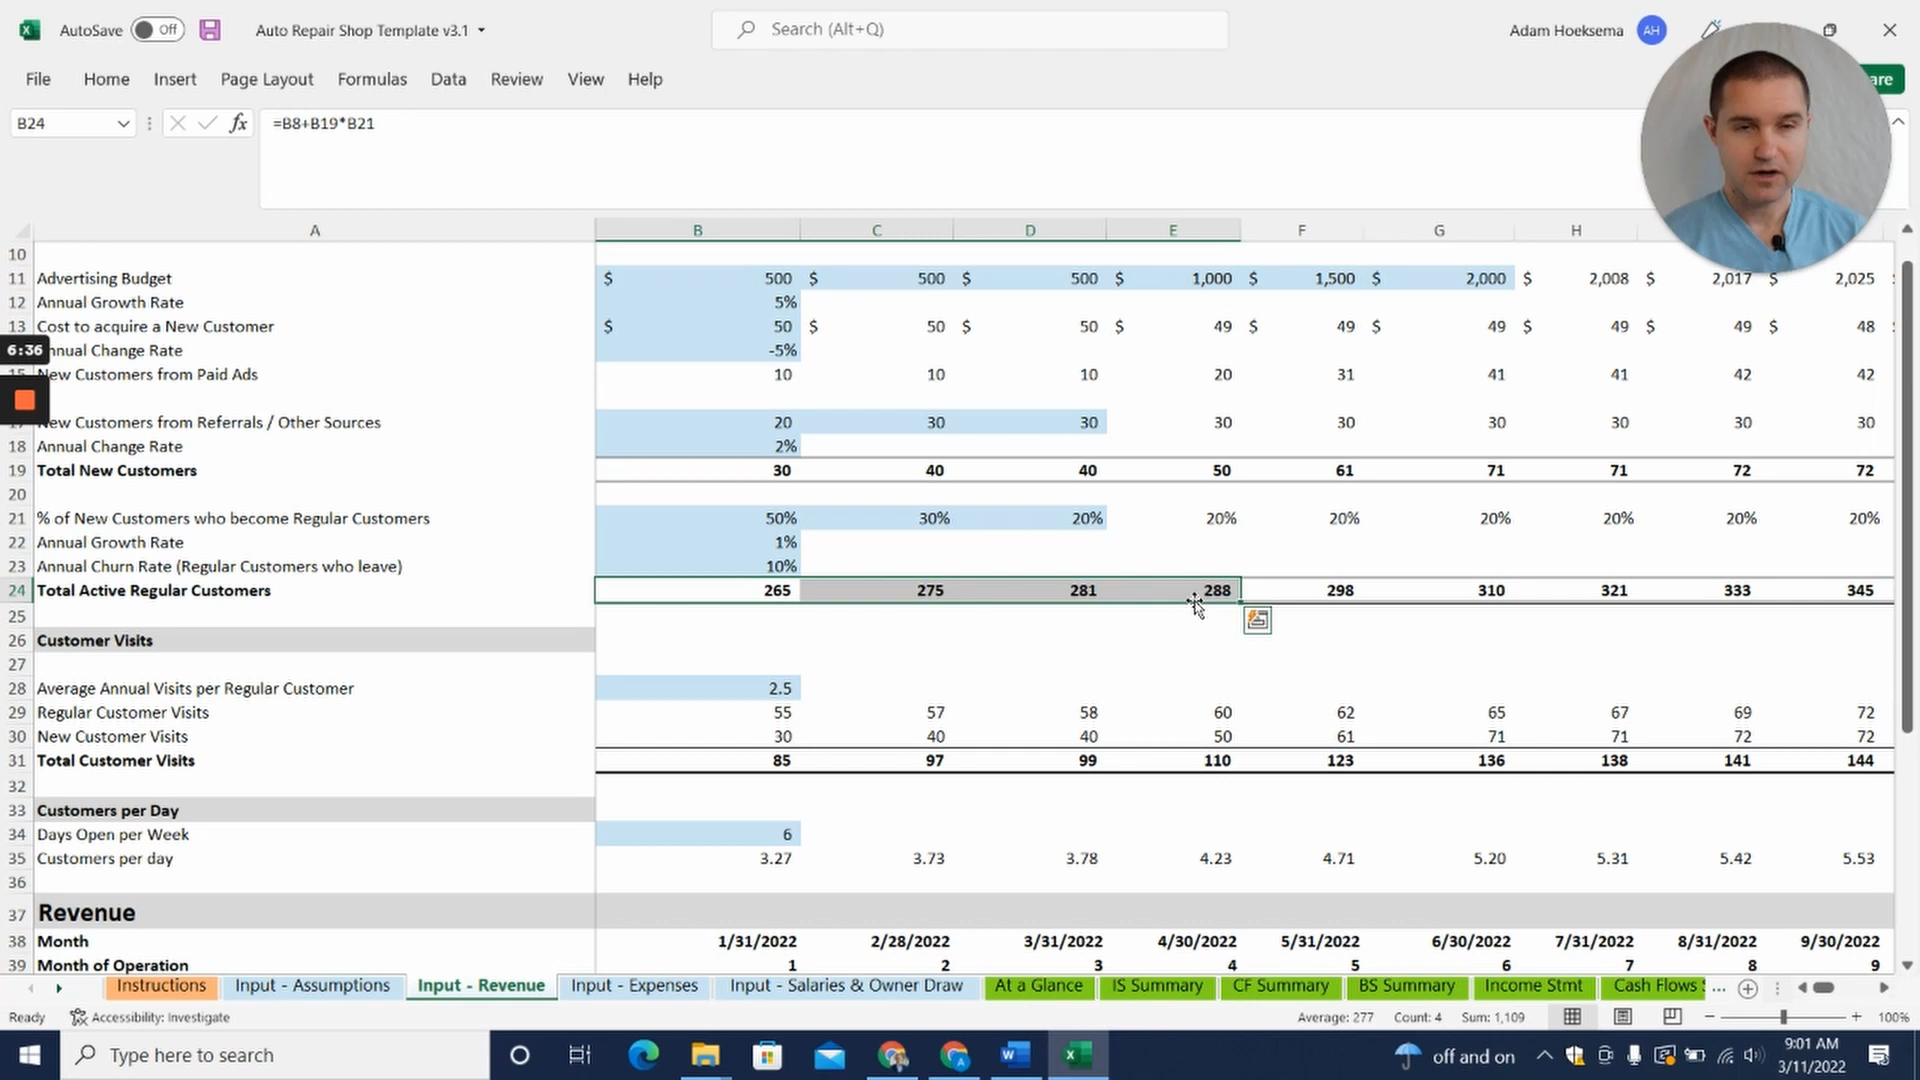 AutoSave Off Auto Repair Shop Template v3.1 Search (Alt+Q) Adam Hoeksema AH
File Home Insert Page Layout Formulas Data Review View Help are
B24 fx =B8+B19*B21
A B C D E F G H
10
11 Advertising Budget $ 500 $ 500 $ 500 $ 1,000 $ 1,500 $ 2,000 $ 2,008 $ 2,017 $ 2,025
12 Annual Growth Rate 5%
13 Cost to acquire a New Customer $ 50 $ 50 $ 50 $ 49 $ 49 $ 49 $ 49 $ 49 $ 48
6:36 nnual Change Rate -5%
15 New Customers from Paid Ads 10 10 10 20 31 41 41 42 42
17 New Customers from Referrals / Other Sources 20 30 30 30 30 30 30 30 30
18 Annual Change Rate 2%
19 Total New Customers 30 40 40 50 61 71 71 72 72
20
21 % of New Customers who become Regular Customers 50% 30% 20% 20% 20% 20% 20% 20% 20%
22 Annual Growth Rate 1%
23 Annual Churn Rate (Regular Customers who leave) 10%
24 Total Active Regular Customers 265 275 281 288 298 310 321 333 345
25
26 Customer Visits
27
28 Average Annual Visits per Regular Customer 2.5
29 Regular Customer Visits 55 57 58 60 62 65 67 69 72
30 New Customer Visits 30 40 40 50 61 71 71 72 72
31 Total Customer Visits 85 97 99 110 123 136 138 141 144
32
33 Customers per Day
34 Days Open per Week 6
35 Customers per day 3.27 3.73 3.78 4.23 4.71 5.20 5.31 5.42 5.53
36
37 Revenue
38 Month 1/31/2022 2/28/2022 3/31/2022 4/30/2022 5/31/2022 6/30/2022 7/31/2022 8/31/2022 9/30/2022
39 Month of Operation 1 2 3 4 5 6 7 8 9
Instructions Input - Assumptions Input - Revenue Input - Expenses Input - Salaries & Owner Draw At a Glance IS Summary CF Summary BS Summary Income Stmt Cash Flows S ...
Ready Accessibility: Investigate Average: 277 Count: 4 Sum: 1,109 100%
Type here to search off and on 9:01 AM
3/11/2022